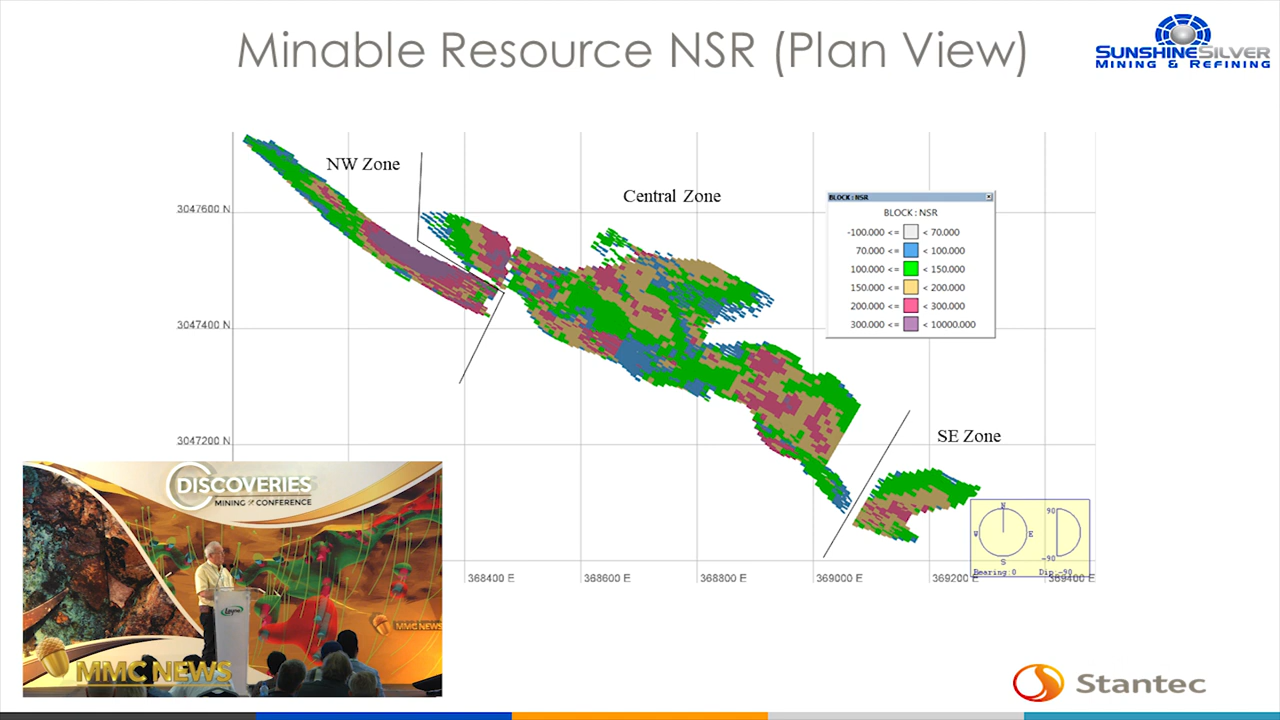 Minable Resource NSR (Plan View)
SUNSHINE SILVER
MINING & REFINING
NW Zone
Central Zone
SE Zone
3047600 N
3047400 N
3047200 N
BLOCK : NSR
BLOCK : NSR
-100.000 <= < 70.000
70.000 <= < 100.000
100.000 <= < 150.000
150.000 <= < 200.000
200.000 <= < 300.000
300.000 <= < 10000.000
N
W E
S
90
-90
Bearing:0 Dip:-90
368400 E 368600 E 368800 E 369000 E 369200 E 369400 E
DISCOVERIES
MINING CONFERENCE
Layne
MMC NEWS
MMC NEWS
Stantec